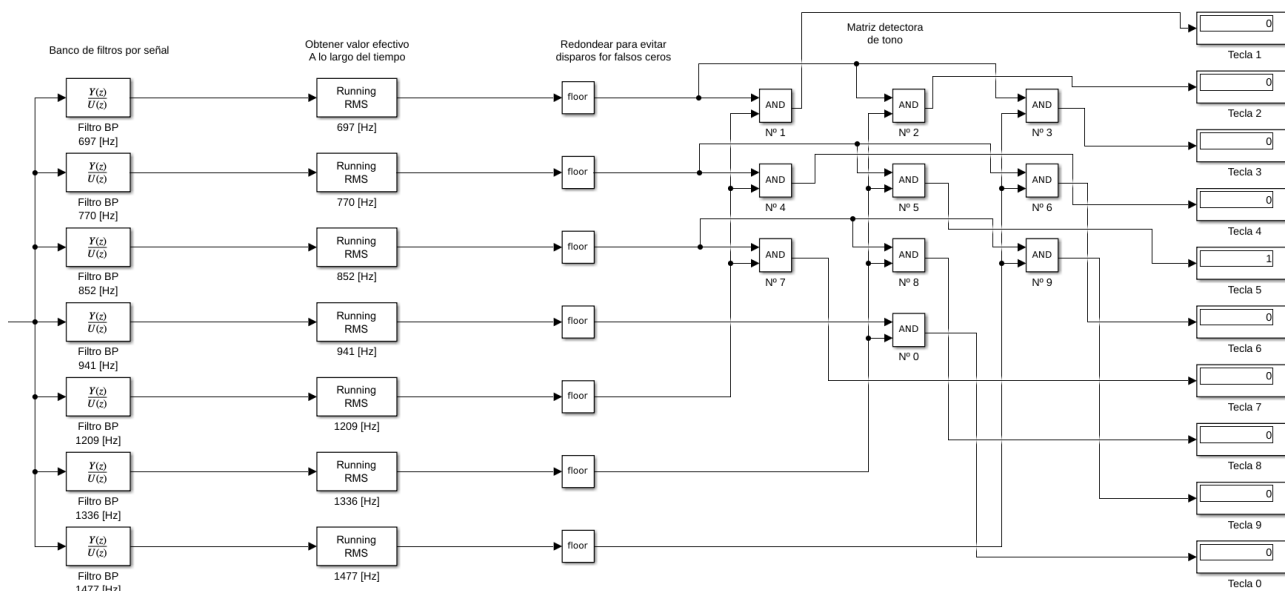 Banco de filtros por señal
Obtener valor efectivo
A lo largo del tiempo
Redondear para evitar
disparos for falsos ceros
Matriz detectora
de tono
0
Tecla 1
Y(z)
U(z)
Filtro BP
697 [Hz]
Running
RMS
697 [Hz]
floor
AND
Nº 1
AND
Nº 2
AND
Nº 3
0
Tecla 2
0
Tecla 3
Y(z)
U(z)
Filtro BP
770 [Hz]
Running
RMS
770 [Hz]
floor
AND
Nº 4
AND
Nº 5
AND
Nº 6
0
Tecla 4
Y(z)
U(z)
Filtro BP
852 [Hz]
Running
RMS
852 [Hz]
floor
AND
Nº 7
AND
Nº 8
AND
Nº 9
1
Tecla 5
Y(z)
U(z)
Filtro BP
941 [Hz]
Running
RMS
941 [Hz]
floor
AND
Nº 0
0
Tecla 6
Y(z)
U(z)
Filtro BP
1209 [Hz]
Running
RMS
1209 [Hz]
floor
0
Tecla 7
Y(z)
U(z)
Filtro BP
1336 [Hz]
Running
RMS
1336 [Hz]
floor
0
Tecla 8
0
Tecla 9
Y(z)
U(z)
Filtro BP
1477 [Hz]
Running
RMS
1477 [Hz]
floor
0
Tecla 0